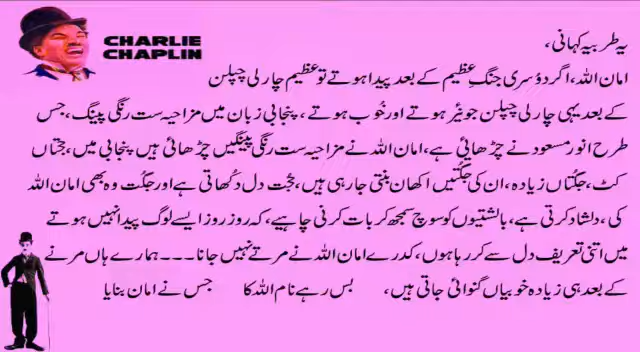 CHARLIE
CHAPLIN
یہ طربیہ کہانی،
امان اللہ، اگر دؤسری جنگِ عظیم کے بعد پیدا ہوتے تو عظیم چارلی چپلن
کے بعد یہی چارلی چپلن جونیئر ہوتے اور خُوب ہوتے، پنجابی زبان میں مزاحیہ ست رنگی پینگ، جس
طرح انور مسعود نے چڑھائی ہے، امان اللہ نے مزاحیہ ست رنگی پینگیں چڑھائی ہیں پنجابی میں، جگتاں
کٹ، جگتاں زیادہ، ان کی جگتیں اکھان بنتی جا رہی ہیں، حُجت دل دکھاتی ہے اور جگت وہ بھی امان اللہ
کی، دلشاد کرتی ہے، بالشتیوں کو سوچ سمجھ کر بات کرنی چاہیے، کہ روز روز ایسے لوگ پیدا نہیں ہوتے
میں اتنی تعریف دل سے کر رہا ہوں، کدرے امان اللہ نے مرتے نہیں جانا۔۔۔ہمارے ہاں مرنے
کے بعد ہی زیادہ خوبیاں گنوائی جاتی ہیں، بس رہے نام اللہ کا جس نے امان بنایا